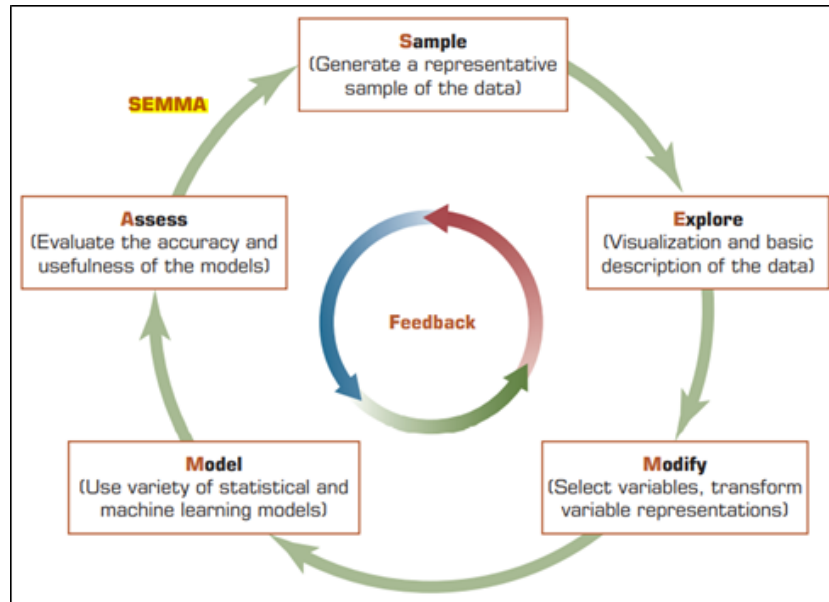 Sample
(Generate a representative
sample of the data)
SEMMA
Assess
(Evaluate the accuracy and
usefulness of the models)
Explore
(Visualization and basic
description of the data)
Feedback
Model
(Use variety of statistical and
machine learning models)
Modify
(Select variables, transform
variable representations)